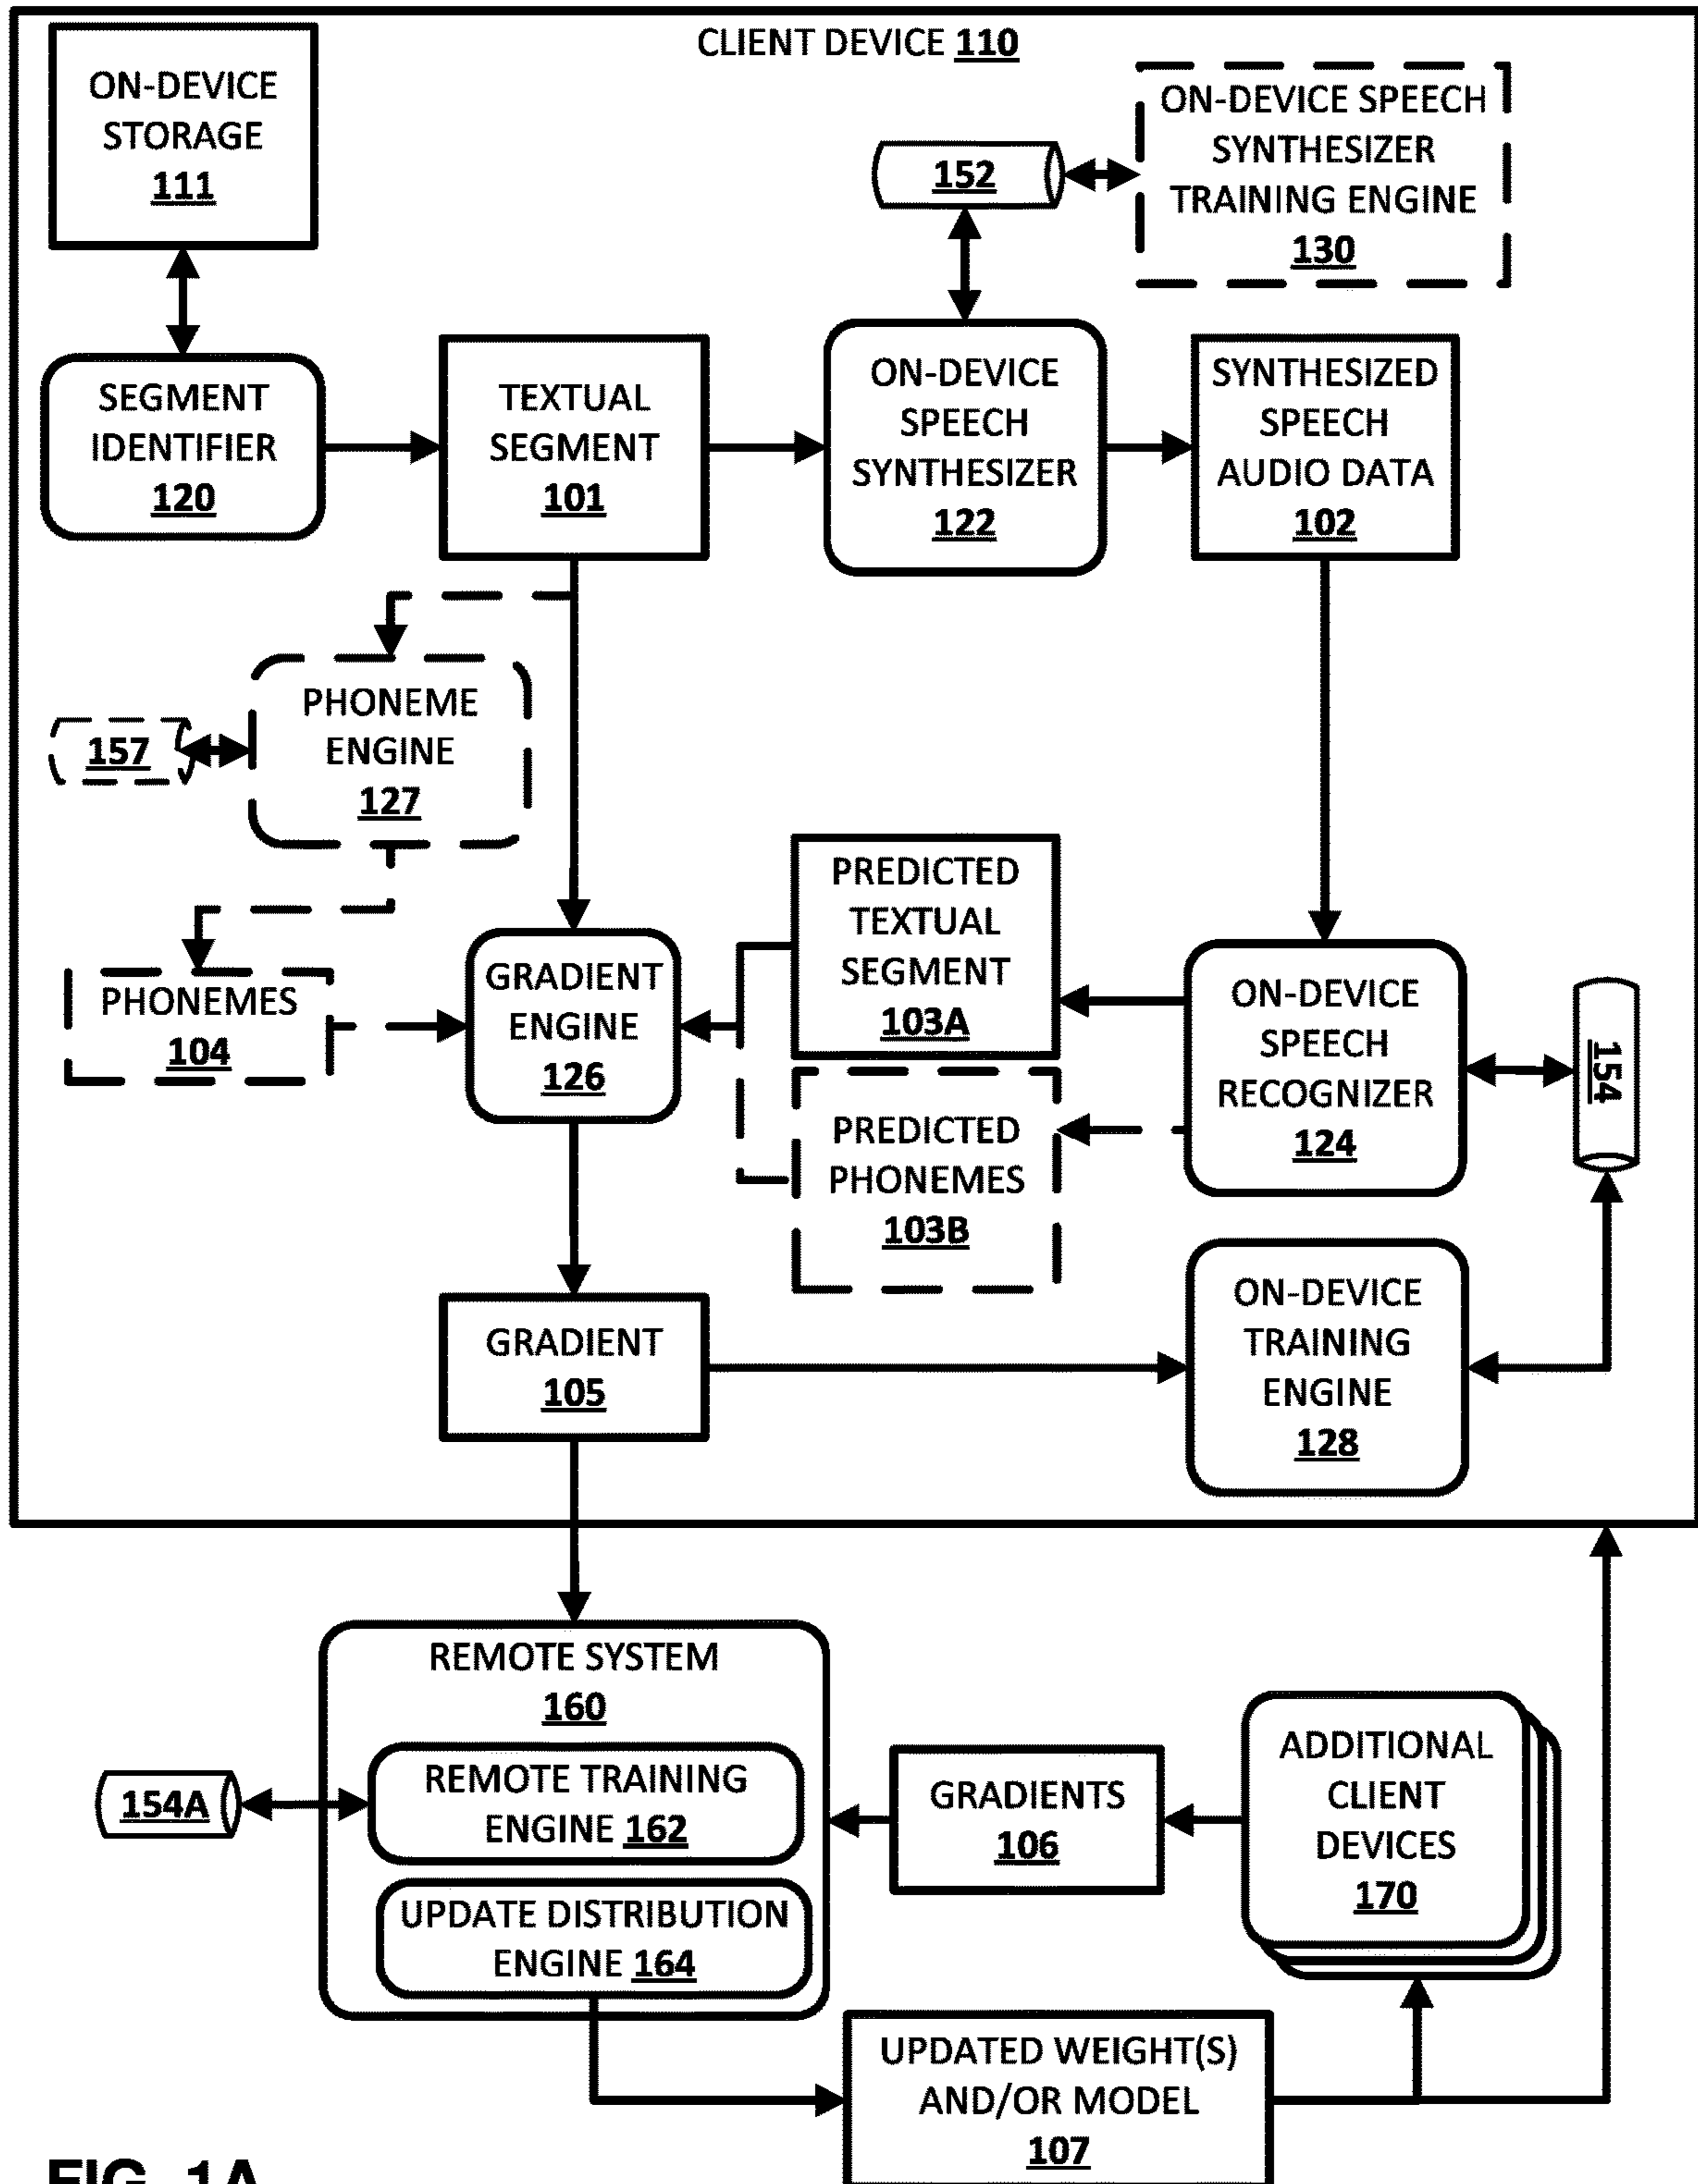 CLIENT DEVICE 110
ON-DEVICE
STORAGE
111
ON-DEVICE SPEECH
SYNTHESIZER
TRAINING ENGINE
130
152
SEGMENT
IDENTIFIER
120
TEXTUAL
SEGMENT
101
ON-DEVICE
SPEECH
SYNTHESIZER
122
SYNTHESIZED
SPEECH
AUDIO DATA
102
PHONEME
ENGINE
127
157
PHONEMES
104
GRADIENT
ENGINE
126
PREDICTED
TEXTUAL
SEGMENT
103A
PREDICTED
PHONEMES
103B
ON-DEVICE
SPEECH
RECOGNIZER
124
154
GRADIENT
105
ON-DEVICE
TRAINING
ENGINE
128
REMOTE SYSTEM
160
REMOTE TRAINING
ENGINE 162
154A
UPDATE DISTRIBUTION
ENGINE 164
GRADIENTS
106
ADDITIONAL
CLIENT
DEVICES
170
UPDATED WEIGHT(S)
AND/OR MODEL
107
FIG. 1A